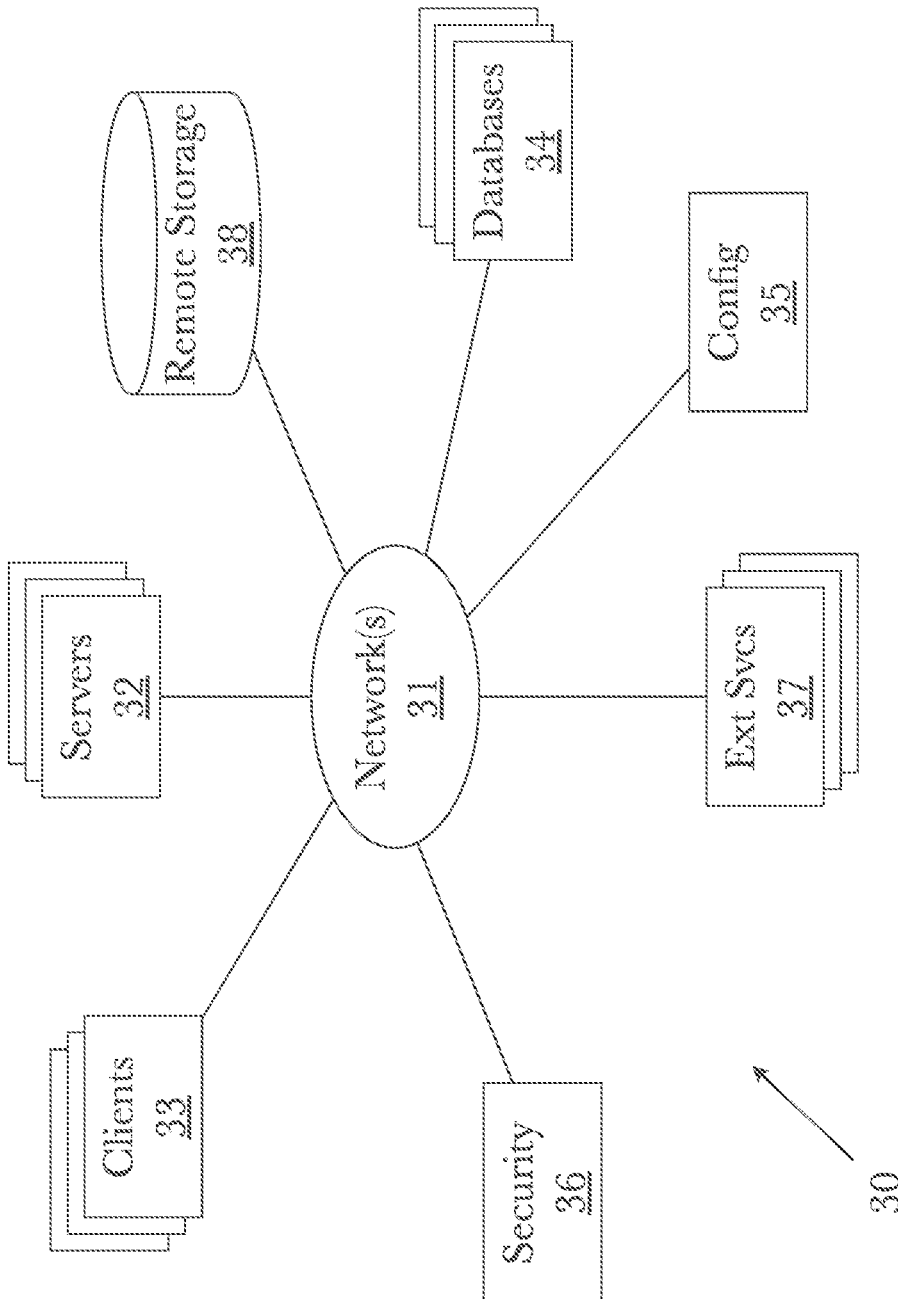 Clients
33
Servers
32
Remote Storage
38
Security
36
Network(s)
31
Databases
34
Ext Svcs
37
Config
35
30